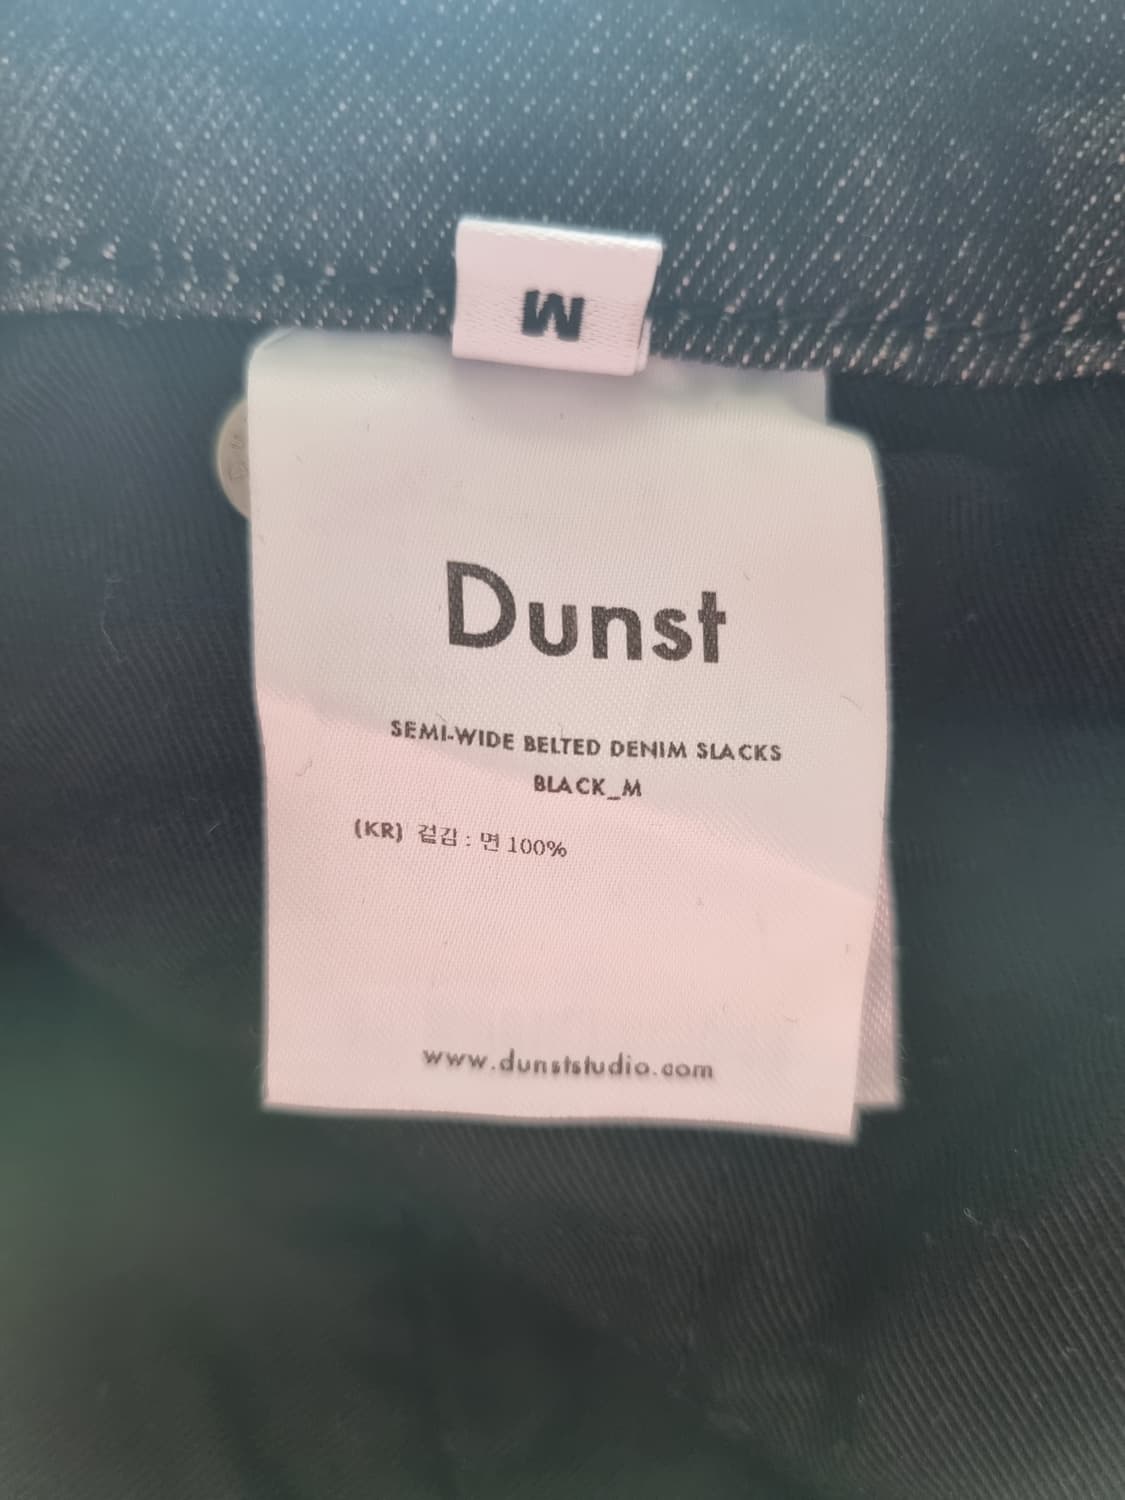 M
Dunst
SEMI-WIDE BELTED DENIM SLACKS
BLACK_M
(KR) 겉감 : 면 100%
www.dunststudio.com